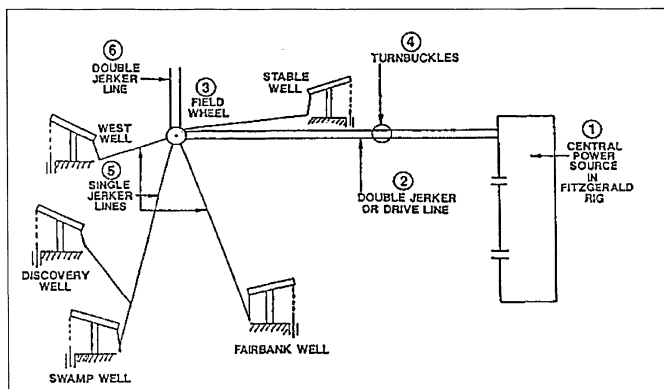 6
DOUBLE
JERKER
LINE
3
FIELD
WHEEL
STABLE
WELL
4
TURNBUCKLES
WEST
WELL
1
CENTRAL
POWER
SOURCE
IN
FITZGERALD
RIG
5
SINGLE
JERKER
LINES
2
DOUBLE JERKER
OR DRIVE LINE
DISCOVERY
WELL
SWAMP WELL
FAIRBANK WELL